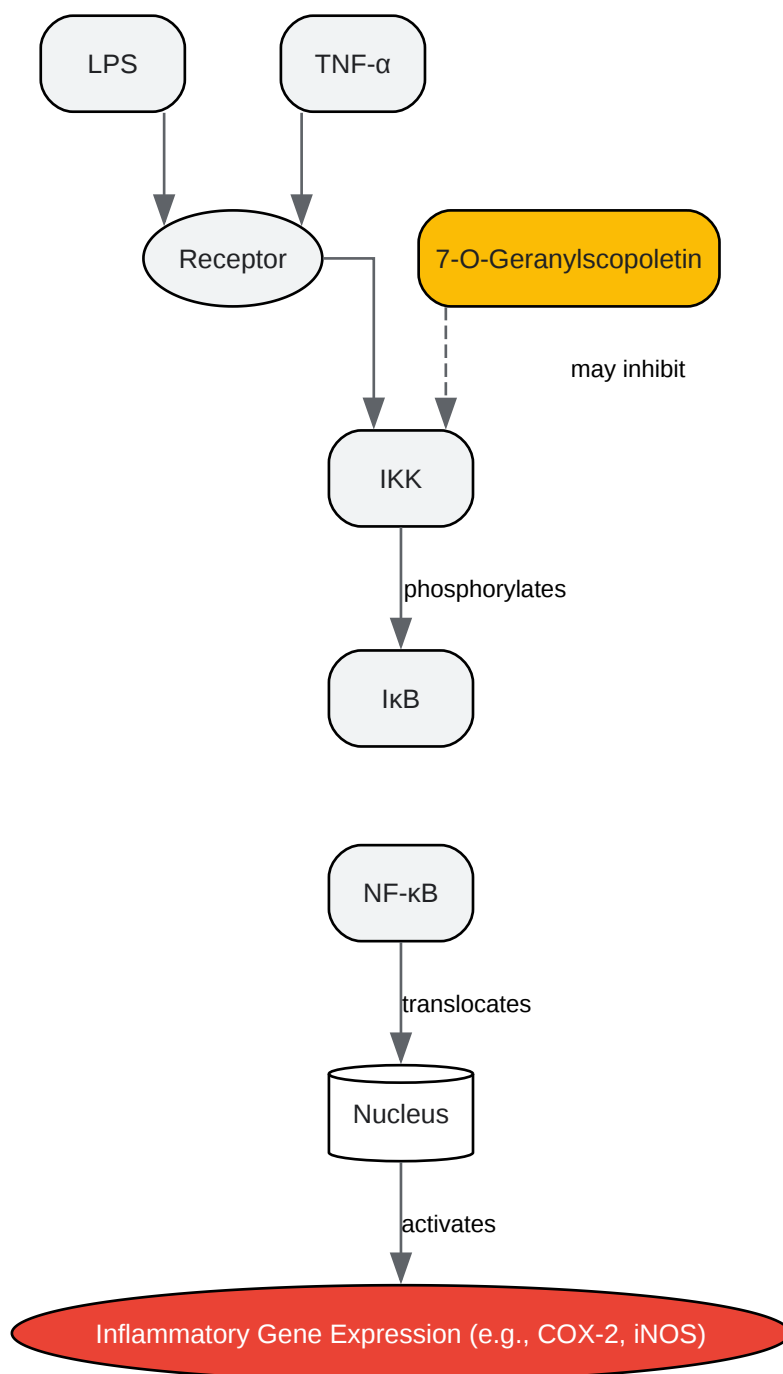 LPS
TNF-α
Receptor
7-O-Geranylscopoletin
may inhibit
IKK
phosphorylates
IκB
NF-κB
translocates
Nucleus
activates
Inflammatory Gene Expression (e.g., COX-2, iNOS)